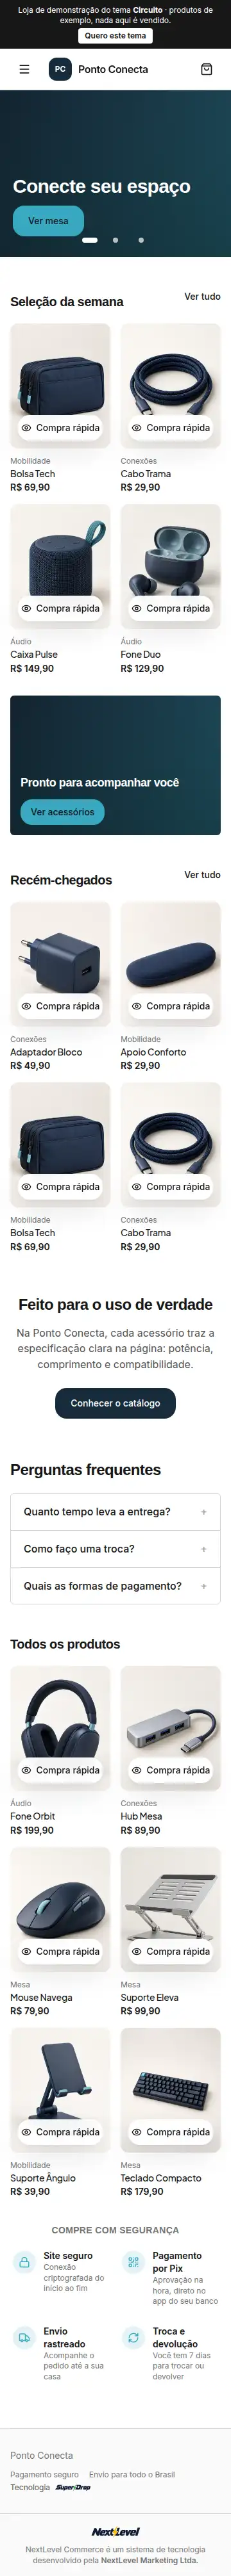 Loja de demonstração do tema Circuito · produtos de
exemplo, nada aqui é vendido.
Quero este tema
PC
Ponto Conecta
Conecte seu espaço
Ver mesa
Seleção da semana
Ver tudo
Compra rápida
Compra rápida
Mobilidade
Conexões
Bolsa Tech
Cabo Trama
R$ 69,90
R$ 29,90
Compra rápida
Compra rápida
Áudio
Áudio
Caixa Pulse
Fone Duo
R$ 149,90
R$ 129,90
Pronto para acompanhar você
Ver acessórios
Recém-chegados
Ver tudo
Compra rápida
Compra rápida
Conexões
Mobilidade
Adaptador Bloco
Apoio Conforto
R$ 49,90
R$ 29,90
Compra rápida
Compra rápida
Mobilidade
Conexões
Bolsa Tech
Cabo Trama
R$ 69,90
R$ 29,90
Feito para o uso de verdade
Na Ponto Conecta, cada acessório traz a
especificação clara na página: potência,
comprimento e compatibilidade.
Conhecer o catálogo
Perguntas frequentes
Quanto tempo leva a entrega? +
Como faço uma troca? +
Quais as formas de pagamento? +
Todos os produtos
Compra rápida
Compra rápida
Áudio
Conexões
Fone Orbit
Hub Mesa
R$ 199,90
R$ 89,90
Compra rápida
Compra rápida
Mesa
Mesa
Mouse Navega
Suporte Eleva
R$ 79,90
R$ 99,90
Compra rápida
Compra rápida
Mobilidade
Mesa
Suporte Ângulo
Teclado Compacto
R$ 39,90
R$ 179,90
COMPRE COM SEGURANÇA
Site seguro
Conexão
criptografada do
início ao fim
Pagamento
por Pix
Aprovação na
hora, direto no
app do seu banco
Envio
rastreado
Acompanhe o
pedido até a sua
casa
Troca e
devolução
Você tem 7 dias
para trocar ou
devolver
Ponto Conecta
Pagamento seguro
Envio para todo o Brasil
Tecnologia SuperDrop
NextLevel
NextLevel Commerce é um sistema de tecnologia
desenvolvido pela NextLevel Marketing Ltda.